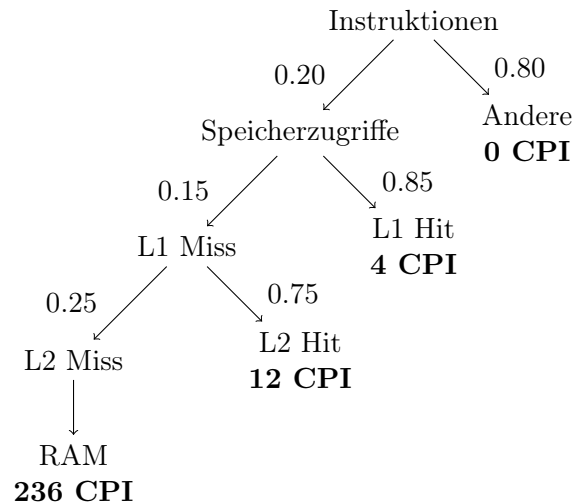 Instruktionen
0.20
0.80
Andere
0 CPI
Speicherzugriffe
0.15
0.85
L1 Hit
4 CPI
L1 Miss
0.25
0.75
L2 Hit
12 CPI
L2 Miss
RAM
236 CPI